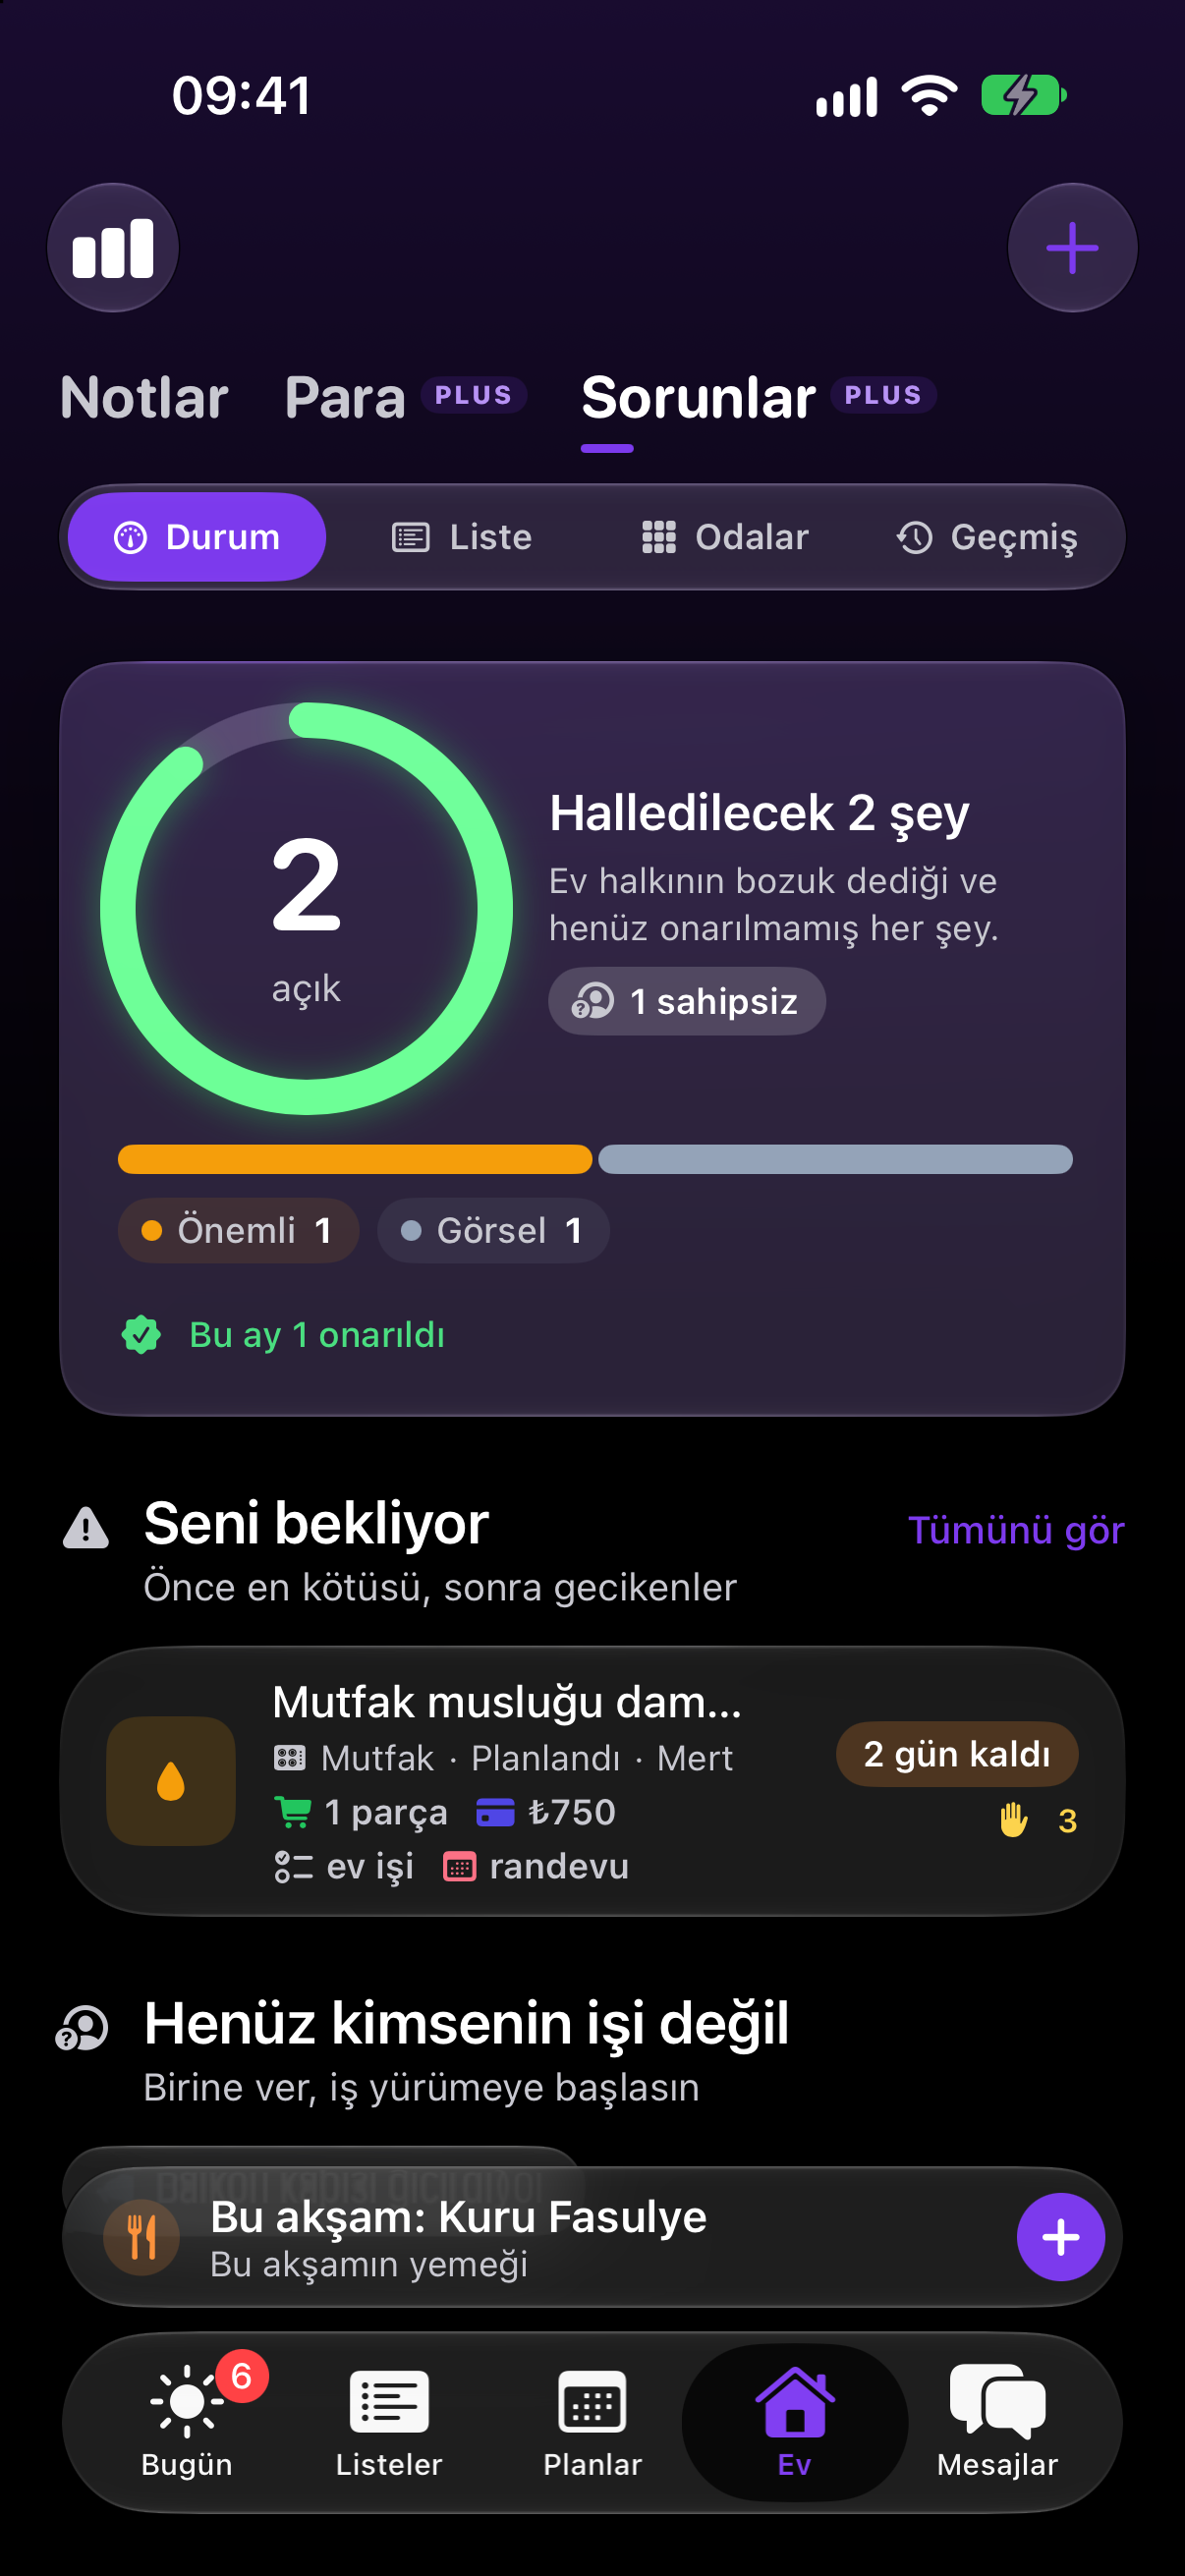 09:41
Notlar Para PLUS Sorunlar PLUS
Durum Liste Odalar Geçmiş
2
açık
Halledilecek 2 şey
Ev halkının bozuk dediği ve
henüz onarılmamış her şey.
1 sahipsiz
Önemli 1 Görsel 1
Bu ay 1 onarıldı
Seni bekliyor
Tümünü gör
Önce en kötüsü, sonra gecikenler
Mutfak musluğu dam...
Mutfak · Planlandı · Mert
1 parça ₺750
ev işi randevu
2 gün kaldı
3
Henüz kimsenin işi değil
Birine ver, iş yürümeye başlasın
Bu akşam: Kuru Fasulye
Bu akşamın yemeği
6
Bugün Listeler Planlar Ev Mesajlar